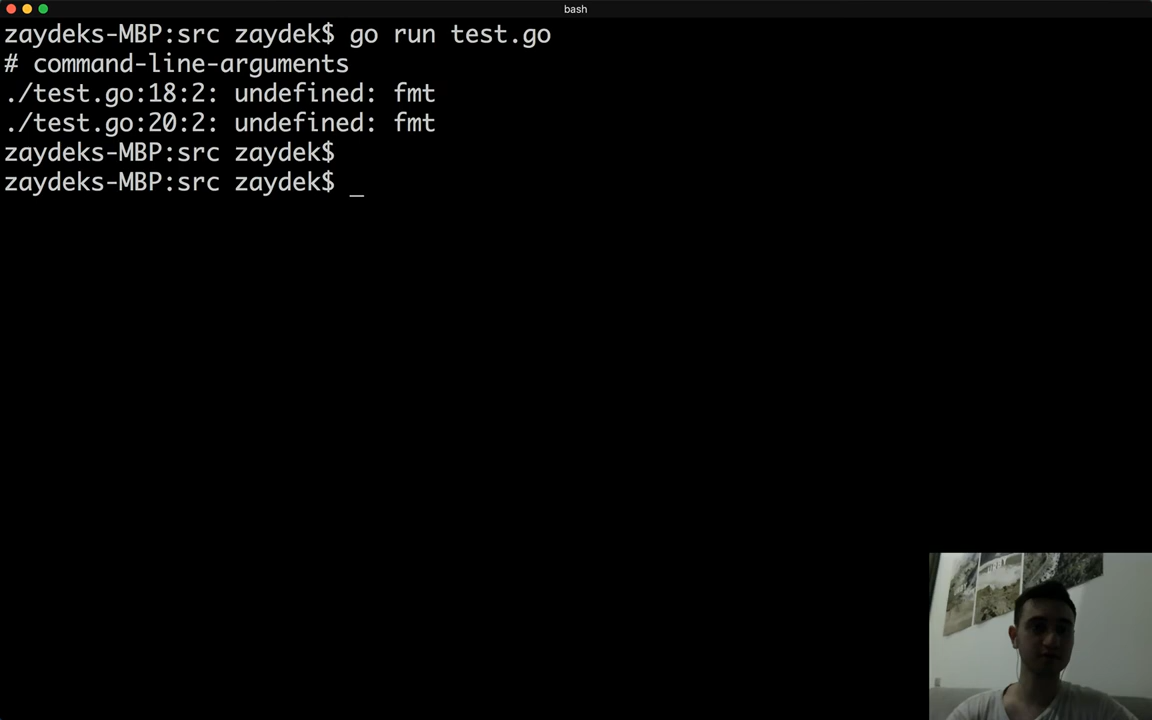 bash
zaydeks-MBP:src zaydek$ go run test.go
# command-line-arguments
./test.go:18:2: undefined: fmt
./test.go:20:2: undefined: fmt
zaydeks-MBP:src zaydek$
zaydeks-MBP:src zaydek$ _